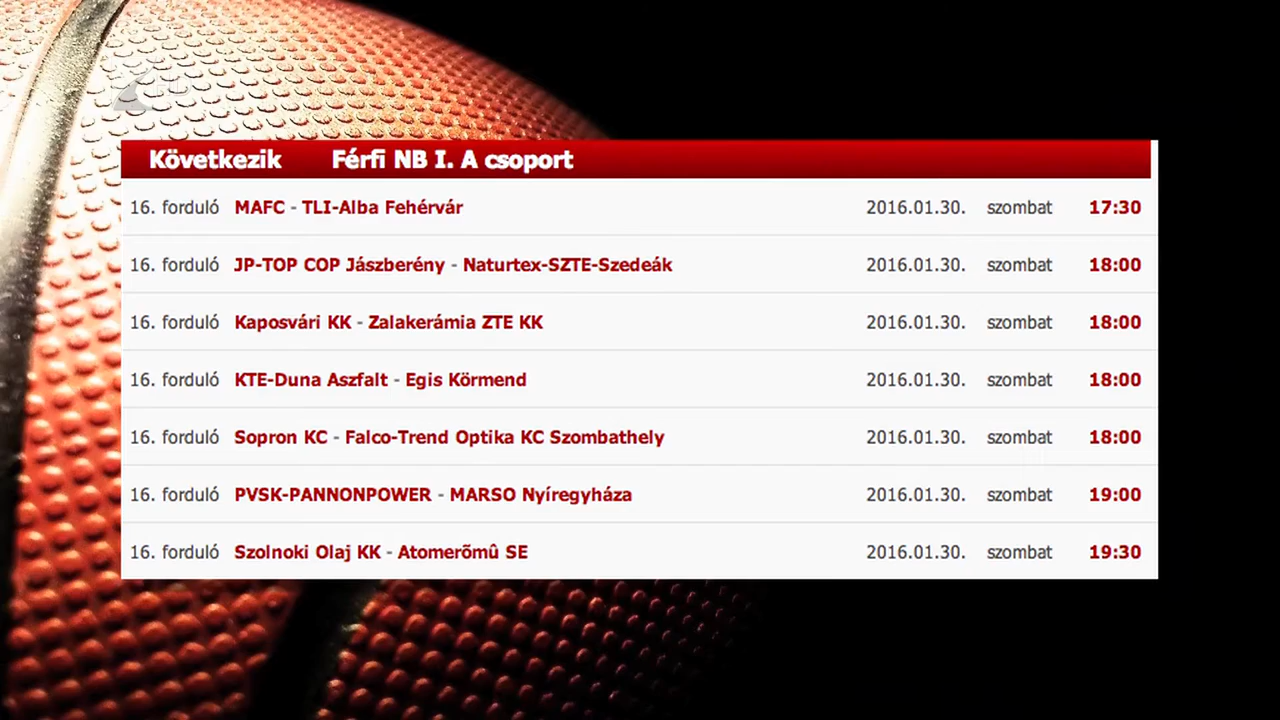 Következik Férfi NB I. A csoport
16. forduló MAFC - TLI-Alba Fehérvár 2016.01.30. szombat 17:30
16. forduló JP-TOP COP Jászberény - Naturtex-SZTE-Szedeák 2016.01.30. szombat 18:00
16. forduló Kaposvári KK - Zalakerámia ZTE KK 2016.01.30. szombat 18:00
16. forduló KTE-Duna Aszfalt - Egis Körmend 2016.01.30. szombat 18:00
16. forduló Sopron KC - Falco-Trend Optika KC Szombathely 2016.01.30. szombat 18:00
16. forduló PVSK-PANNONPOWER - MARSO Nyíregyháza 2016.01.30. szombat 19:00
16. forduló Szolnoki Olaj KK - Atomerõmû SE 2016.01.30. szombat 19:30